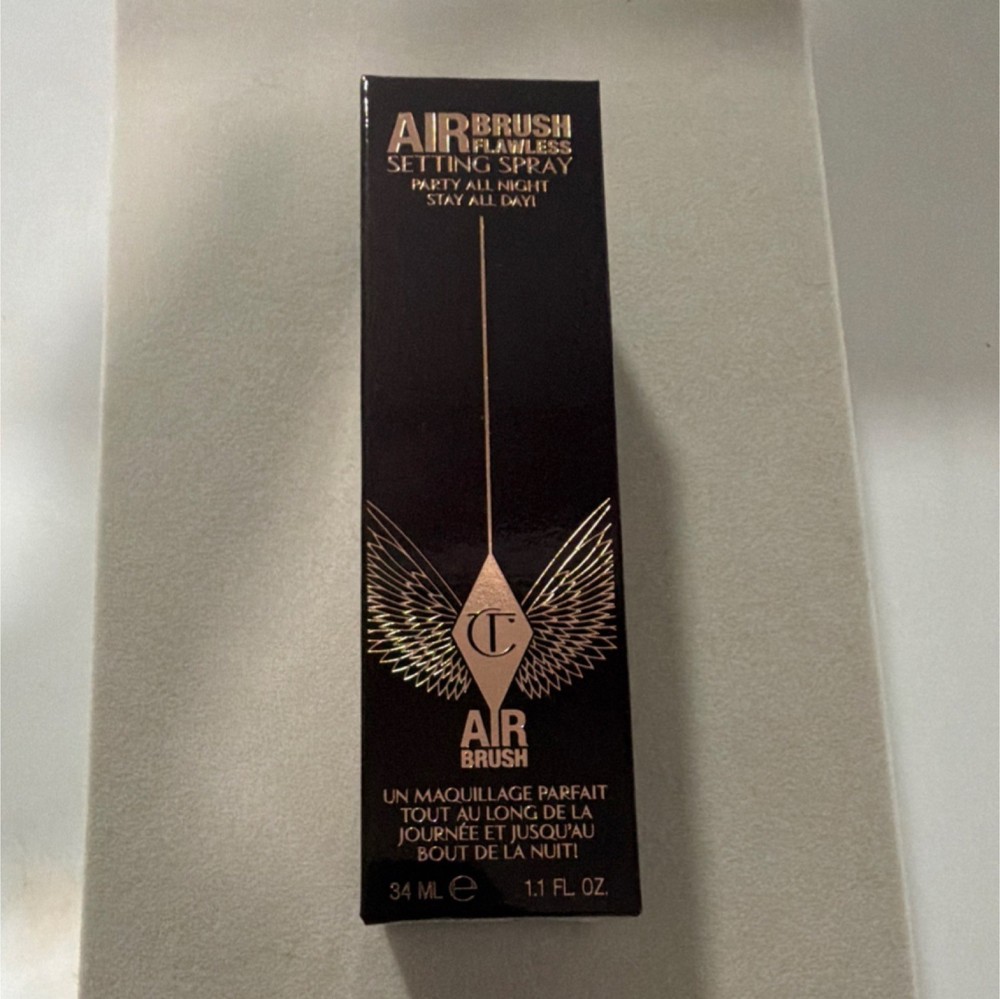 AIRBRUSH
FLAWLESS
SETTING SPRAY
PARTY ALL NIGHT
STAY ALL DAY!
CT
AIR
BRUSH
UN MAQUILLAGE PARFAIT
TOUT AU LONG DE LA
JOURNÉE ET JUSQU'AU
BOUT DE LA NUIT!
34 ML ℮ 1.1 FL. OZ.